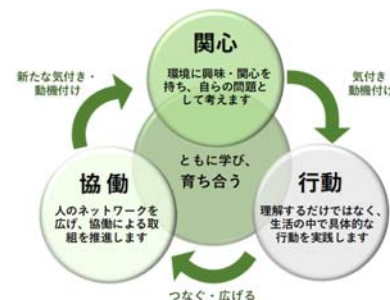 関心
環境に興味・関心を
持ち、自らの問題と
して考えます
新たな気付き・
動機付け
気付き
動機付け
ともに学び、
育ち合う
協働
人のネットワークを
広げ、協働による取
組を推進します
行動
理解するだけではなく、
生活の中で具体的な
行動を実践します
つなぐ・広げる